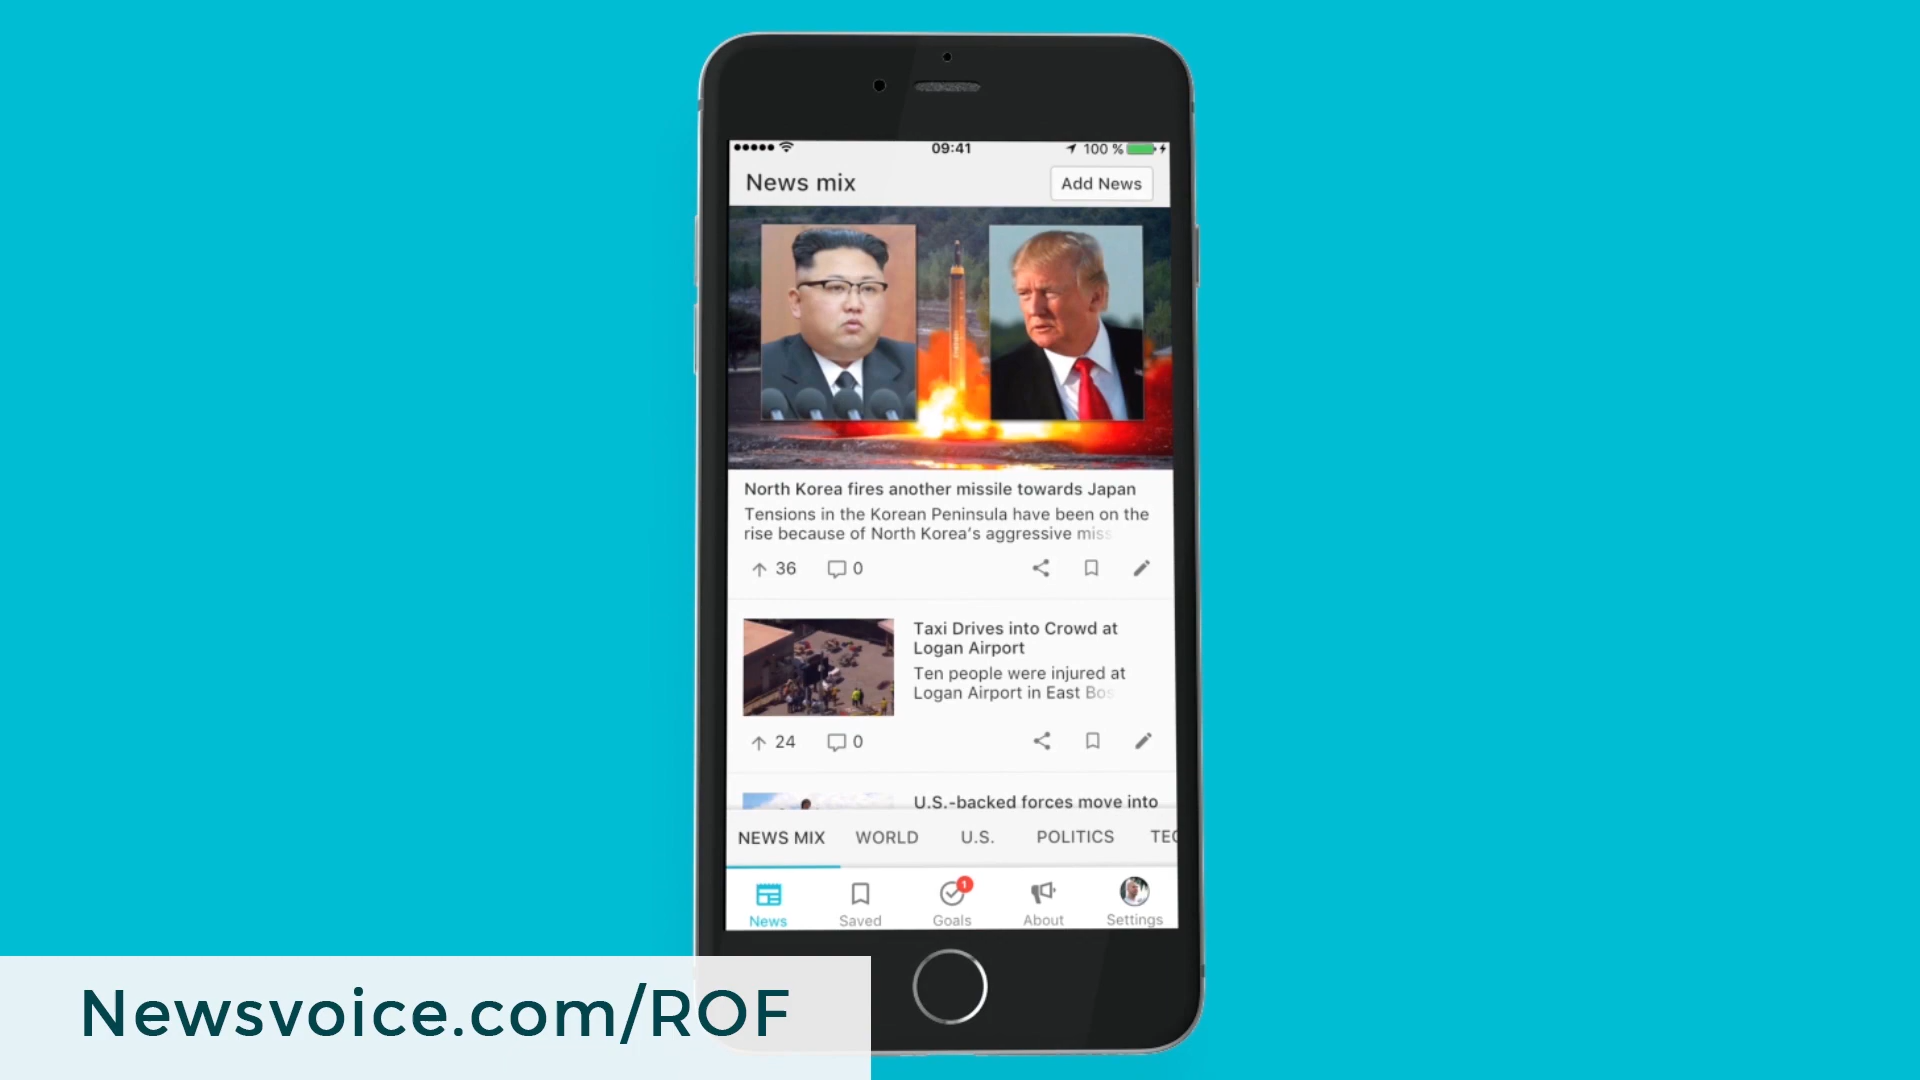 09:41
100 %
News mix
Add News
North Korea fires another missile towards Japan
Tensions in the Korean Peninsula have been on the
rise because of North Korea's aggressive miss
36
0
Taxi Drives into Crowd at
Logan Airport
Ten people were injured at
Logan Airport in East Bos
24
0
U.S.-backed forces move into
NEWS MIX
WORLD
U.S.
POLITICS
TEC
1
News
Saved
Goals
About
Settings
Newsvoice.com/ROF